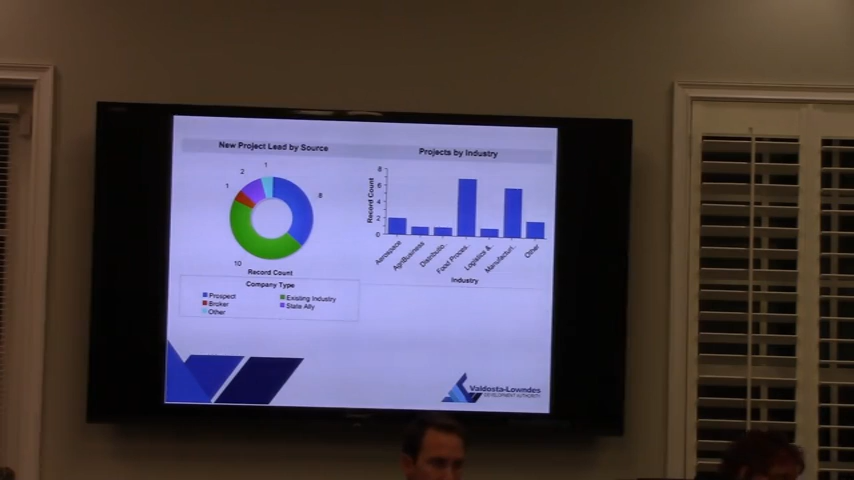 New Project Lead by Source
1
2
1
8
10
Record Count
Company Type
Prospect
Existing Industry
Broker
State Ally
Other
Projects by Industry
8
6
4
2
0
Record Count
Aerospace
AgriBusiness
Distributio...
Food Proces...
Logistics &...
Manufacturi...
Other
Industry
Valdosta-Lowndes
DEVELOPMENT AUTHORITY